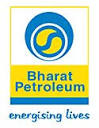 Bharat
Petroleum
energising lives